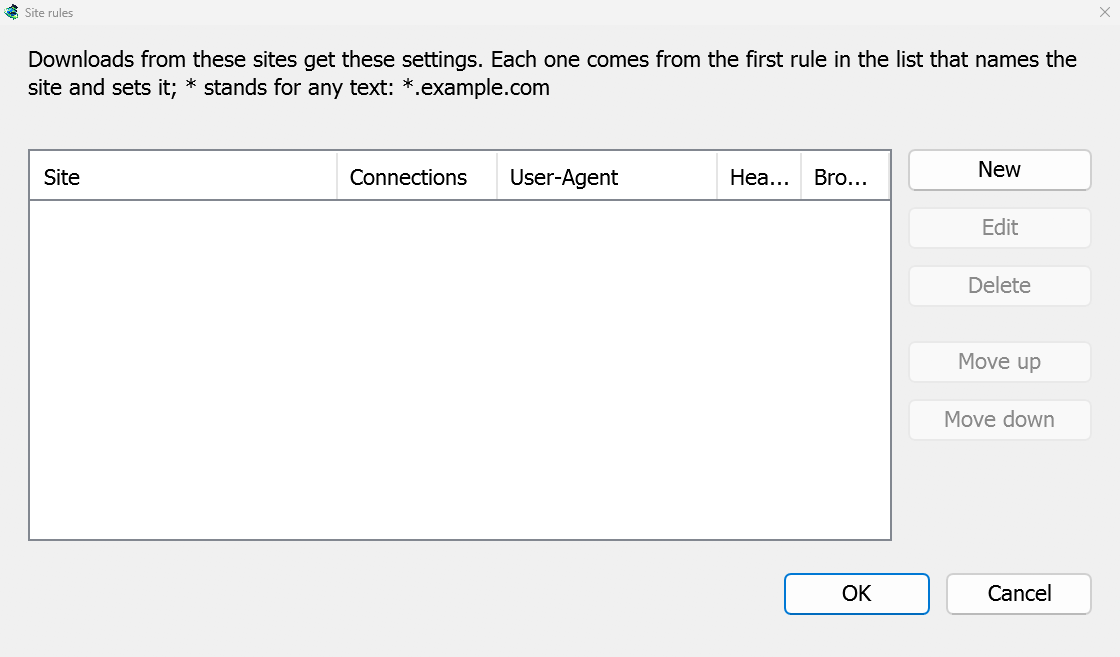 Site rules
Downloads from these sites get these settings. Each one comes from the first rule in the list that names the
site and sets it; * stands for any text: *.example.com
Site
Connections
User-Agent
Hea...
Bro...
New
Edit
Delete
Move up
Move down
OK
Cancel